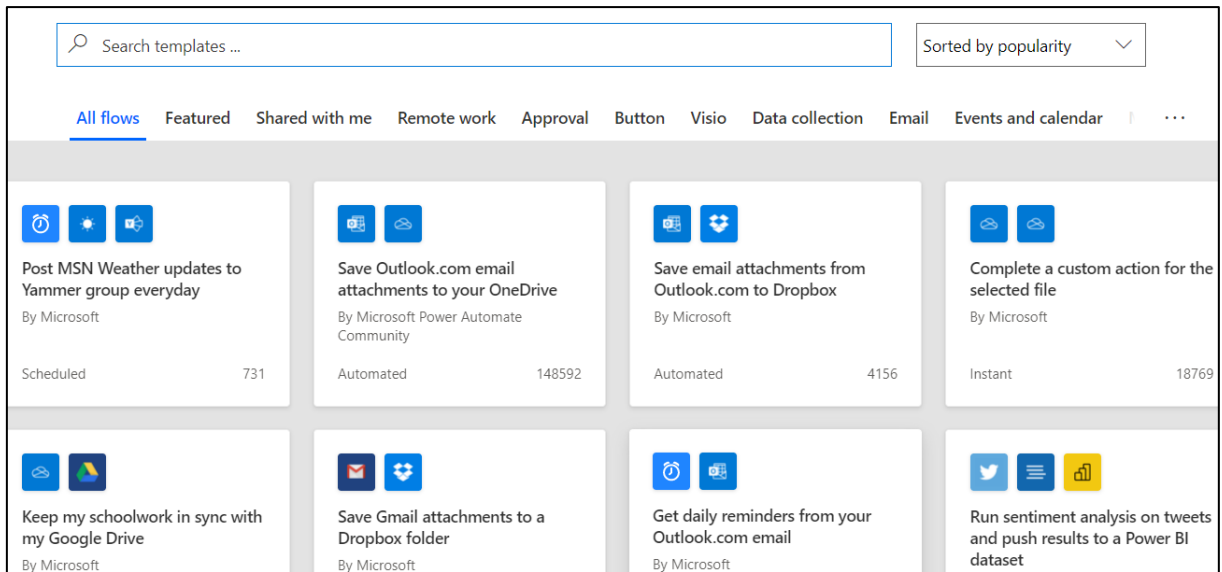 Search templates ...
Sorted by popularity
All flows Featured Shared with me Remote work Approval Button Visio Data collection Email Events and calendar ...
Post MSN Weather updates to
Yammer group everyday
By Microsoft
Scheduled 731
Save Outlook.com email
attachments to your OneDrive
By Microsoft Power Automate
Community
Automated 148592
Save email attachments from
Outlook.com to Dropbox
By Microsoft
Automated 4156
Complete a custom action for the
selected file
By Microsoft
Instant 18769
Keep my schoolwork in sync with
my Google Drive
By Microsoft
Save Gmail attachments to a
Dropbox folder
By Microsoft
Get daily reminders from your
Outlook.com email
By Microsoft
Run sentiment analysis on tweets
and push results to a Power BI
dataset